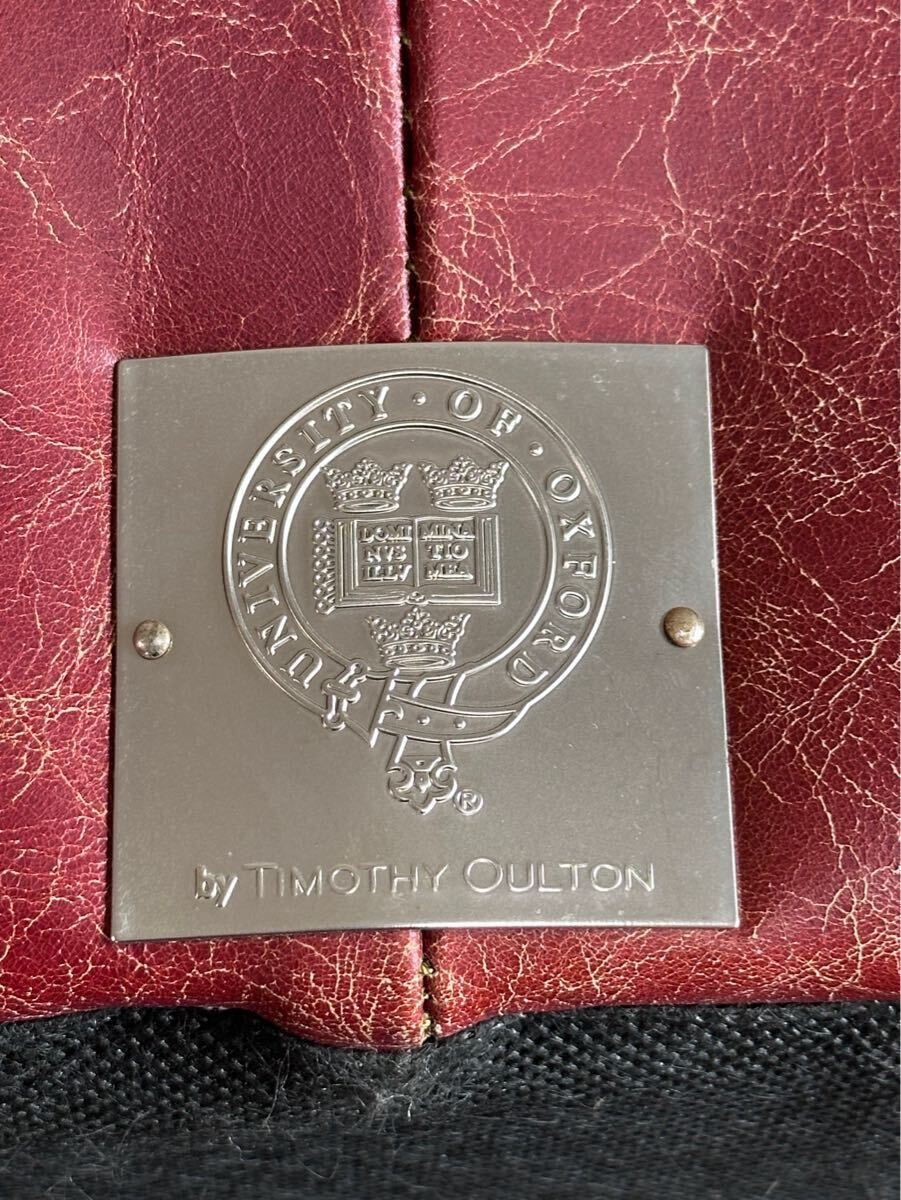 UNIVERSITY · OF · OXFORD
DOMI MINA
NVS TIO
ILLV MEA
®
by TIMOTHY OULTON